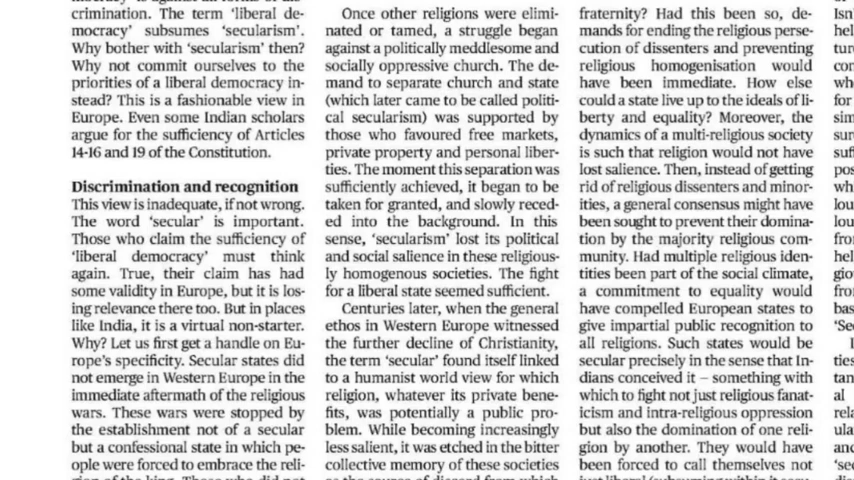 crimination. The term ‘liberal de-
mocracy’ subsumes ‘secularism’.
Why bother with ‘secularism’ then?
Why not commit ourselves to the
priorities of a liberal democracy in-
stead? This is a fashionable view in
Europe. Even some Indian scholars
argue for the sufficiency of Articles
14-16 and 19 of the Constitution.
Discrimination and recognition
This view is inadequate, if not wrong.
The word ‘secular’ is important.
Those who claim the sufficiency of
‘liberal democracy’ must think
again. True, their claim has had
some validity in Europe, but it is los-
ing relevance there too. But in places
like India, it is a virtual non-starter.
Why? Let us first get a handle on Eu-
rope’s specificity. Secular states did
not emerge in Western Europe in the
immediate aftermath of the religious
wars. These wars were stopped by
the establishment not of a secular
but a confessional state in which pe-
ople were forced to embrace the reli-
Once other religions were elimi-
nated or tamed, a struggle began
against a politically meddlesome and
socially oppressive church. The de-
mand to separate church and state
(which later came to be called politi-
cal secularism) was supported by
those who favoured free markets,
private property and personal liber-
ties. The moment this separation was
sufficiently achieved, it began to be
taken for granted, and slowly reced-
ed into the background. In this
sense, ‘secularism’ lost its political
and social salience in these religious-
ly homogenous societies. The fight
for a liberal state seemed sufficient.
Centuries later, when the general
ethos in Western Europe witnessed
the further decline of Christianity,
the term ‘secular’ found itself linked
to a humanist world view for which
religion, whatever its private bene-
fits, was potentially a public pro-
blem. While becoming increasingly
less salient, it was etched in the bitter
collective memory of these societies
fraternity? Had this been so, de-
mands for ending the religious perse-
cution of dissenters and preventing
religious homogenisation would
have been immediate. How else
could a state live up to the ideals of li-
berty and equality? Moreover, the
dynamics of a multi-religious society
is such that religion would not have
lost salience. Then, instead of getting
rid of religious dissenters and minor-
ities, a general consensus might have
been sought to prevent their domina-
tion by the majority religious com-
munity. Had multiple religious iden-
tities been part of the social climate,
a commitment to equality would
have compelled European states to
give impartial public recognition to
all religions. Such states would be
secular precisely in the sense that In-
dians conceived it – something with
which to fight not just religious fanat-
icism and intra-religious oppression
but also the domination of one reli-
gion by another. They would have
been forced to call themselves not